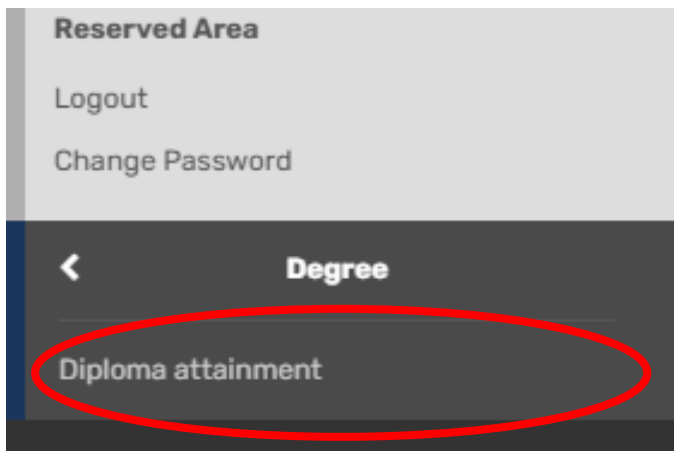 Reserved Area
Logout
Change Password
Degree
Diploma attainment